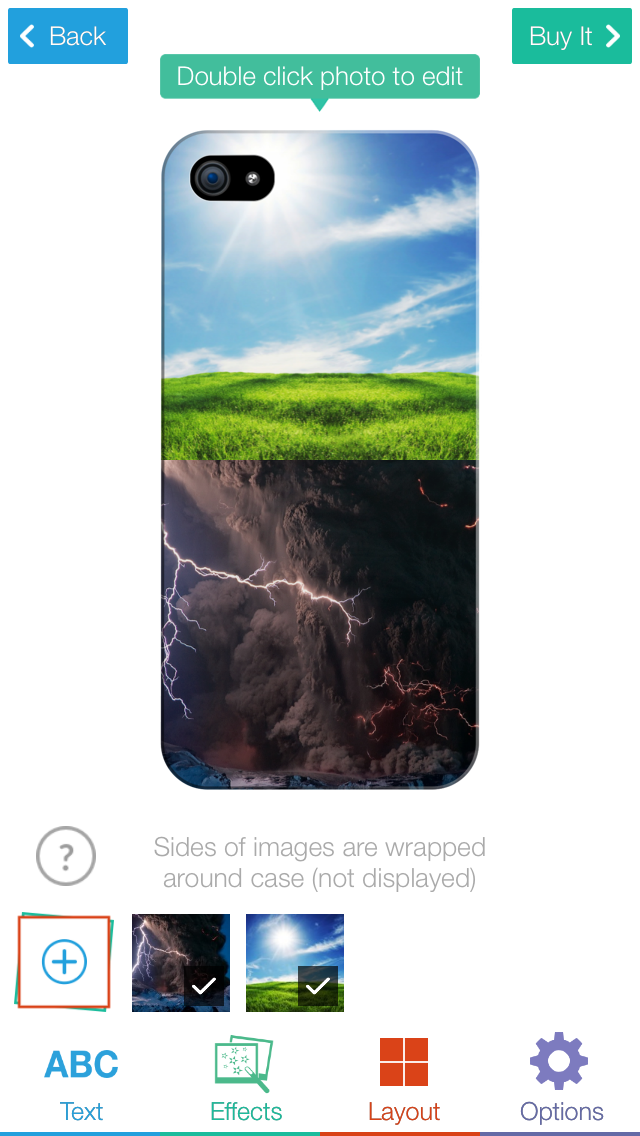 Back
Buy It
Double click photo to edit
?
Sides of images are wrapped
around case (not displayed)
ABC
Text
Effects
Layout
Options